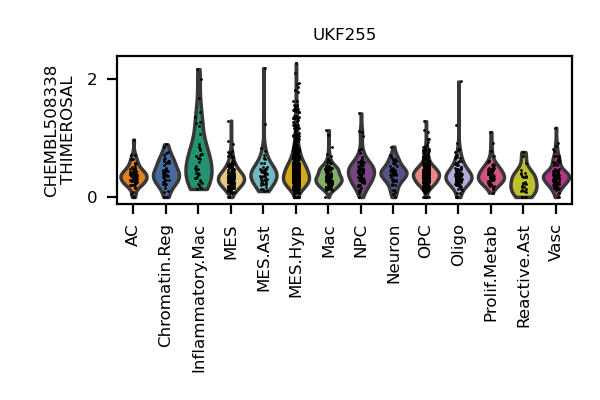 UKF255
CHEMBL508338
THIMEROSAL
2
0
AC
Chromatin.Reg
Inflammatory.Mac
MES
MES.Ast
MES.Hyp
Mac
NPC
Neuron
OPC
Oligo
Prolif.Metab
Reactive.Ast
Vasc